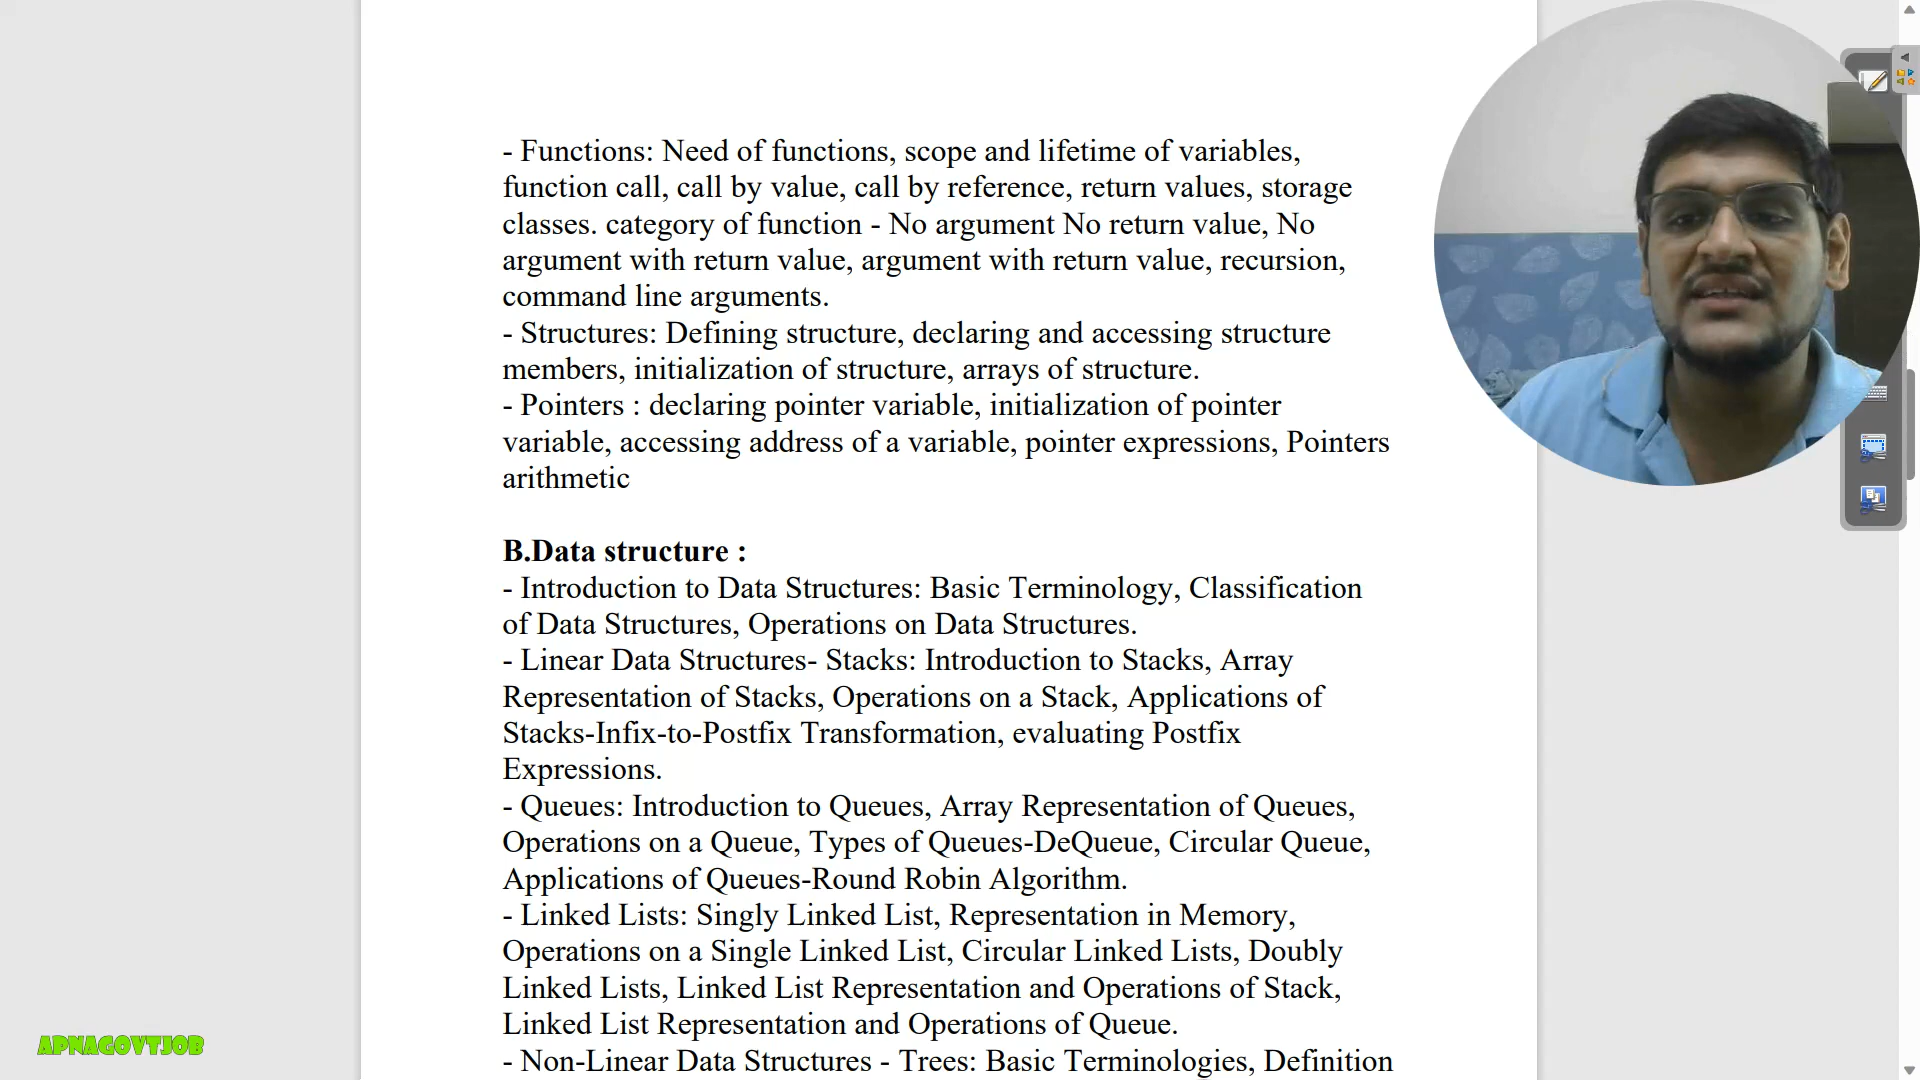 - Functions: Need of functions, scope and lifetime of variables,
function call, call by value, call by reference, return values, storage
classes. category of function - No argument No return value, No
argument with return value, argument with return value, recursion,
command line arguments.
- Structures: Defining structure, declaring and accessing structure
members, initialization of structure, arrays of structure.
- Pointers : declaring pointer variable, initialization of pointer
variable, accessing address of a variable, pointer expressions, Pointers
arithmetic
B.Data structure :
- Introduction to Data Structures: Basic Terminology, Classification
of Data Structures, Operations on Data Structures.
- Linear Data Structures- Stacks: Introduction to Stacks, Array
Representation of Stacks, Operations on a Stack, Applications of
Stacks-Infix-to-Postfix Transformation, evaluating Postfix
Expressions.
- Queues: Introduction to Queues, Array Representation of Queues,
Operations on a Queue, Types of Queues-DeQueue, Circular Queue,
Applications of Queues-Round Robin Algorithm.
- Linked Lists: Singly Linked List, Representation in Memory,
Operations on a Single Linked List, Circular Linked Lists, Doubly
Linked Lists, Linked List Representation and Operations of Stack,
Linked List Representation and Operations of Queue.
- Non-Linear Data Structures - Trees: Basic Terminologies, Definition
APNAGOVTJOB